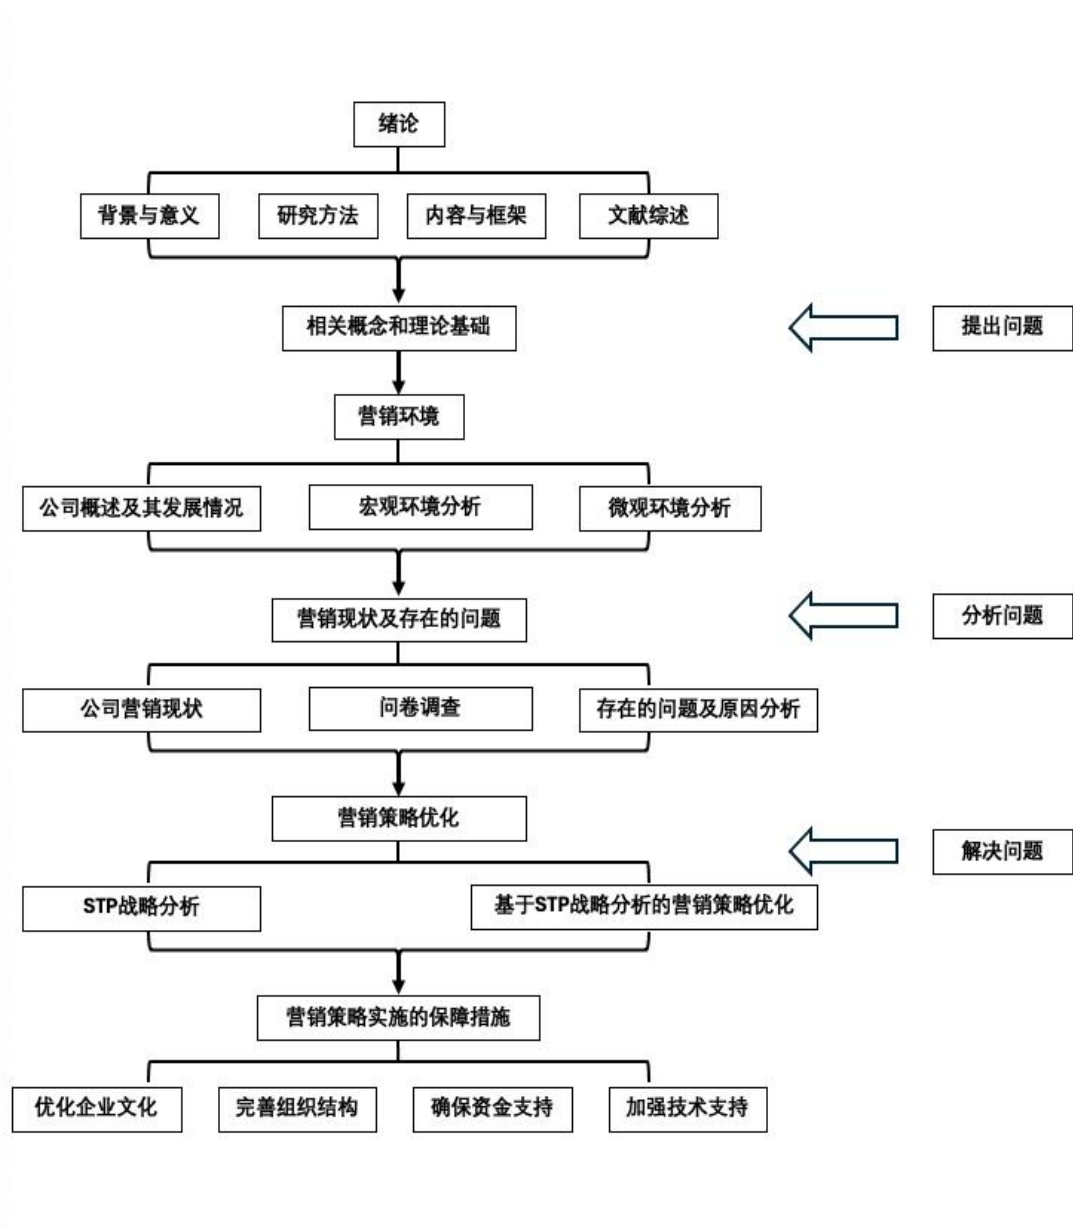 绪论
背景与意义
研究方法
内容与框架
文献综述
相关概念和理论基础
提出问题
营销环境
公司概述及其发展情况
宏观环境分析
微观环境分析
营销现状及存在的问题
分析问题
公司营销现状
问卷调查
存在的问题及原因分析
营销策略优化
解决问题
STP战略分析
基于STP战略分析的营销策略优化
营销策略实施的保障措施
优化企业文化
完善组织结构
确保资金支持
加强技术支持